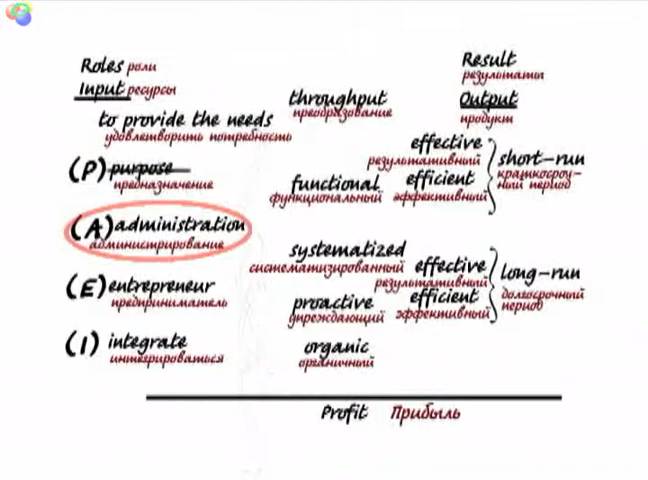 Roles роли
Input ресурсы
throughput
преобразование
Result
результаты
Output
продукт
to provide the needs
удовлетворить потребность
(P) purpose
предназначение
functional
функциональный
effective
результативный
efficient
эффективный
short-run
краткосроч-
ный период
(A) administration
администрирование
systematized
систематизированный
effective
результативный
(E) entrepreneur
предприниматель
proactive
упреждающий
efficient
эффективный
long-run
долгосрочный
период
(I) integrate
интегрироваться
organic
органичный
Profit Прибыль